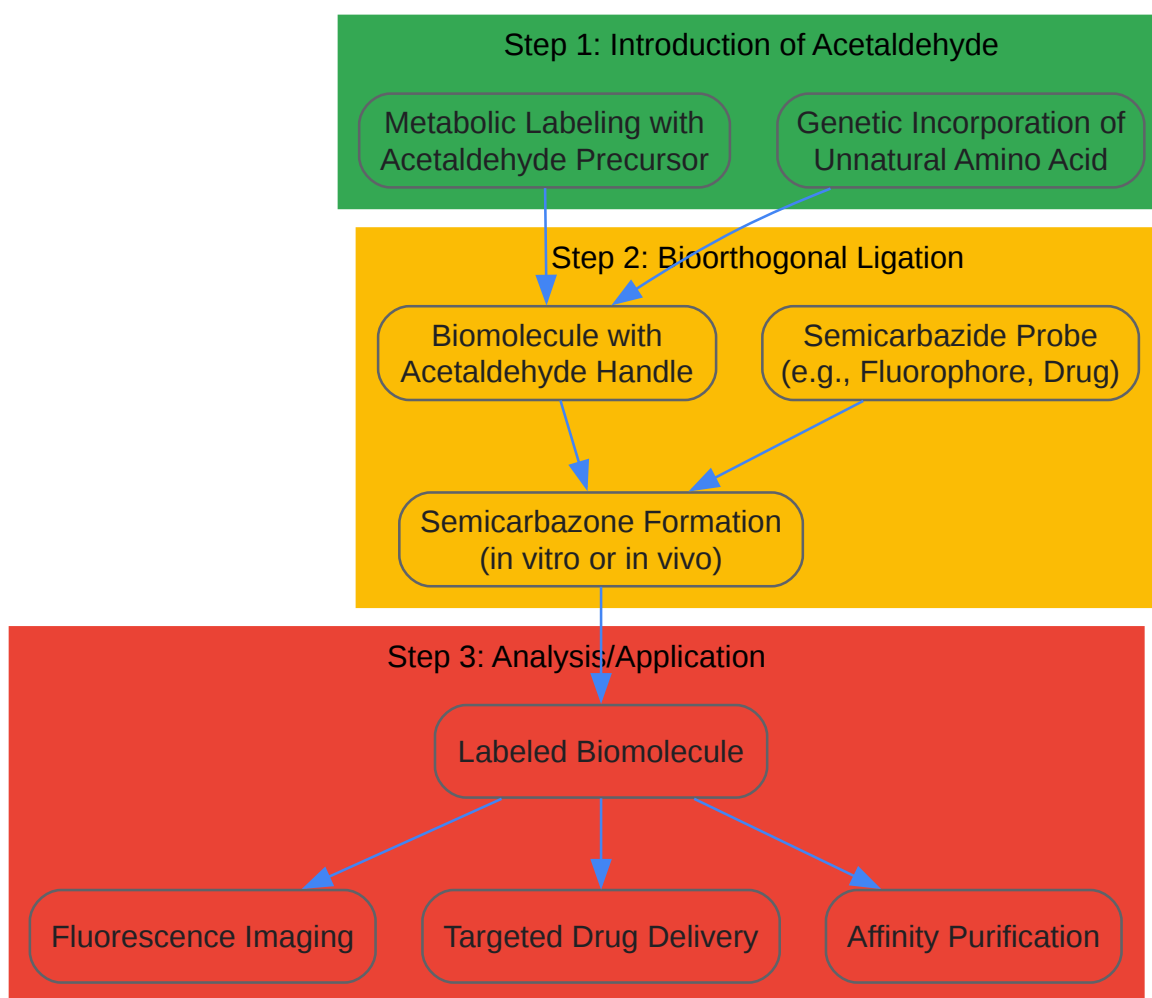 Step 1: Introduction of Acetaldehyde
Metabolic Labeling with
Acetaldehyde Precursor
Genetic Incorporation of
Unnatural Amino Acid
Step 2: Bioorthogonal Ligation
Biomolecule with
Acetaldehyde Handle
Semicarbazide Probe
(e.g., Fluorophore, Drug)
Semicarbazone Formation
(in vitro or in vivo)
Step 3: Analysis/Application
Labeled Biomolecule
Fluorescence Imaging
Targeted Drug Delivery
Affinity Purification